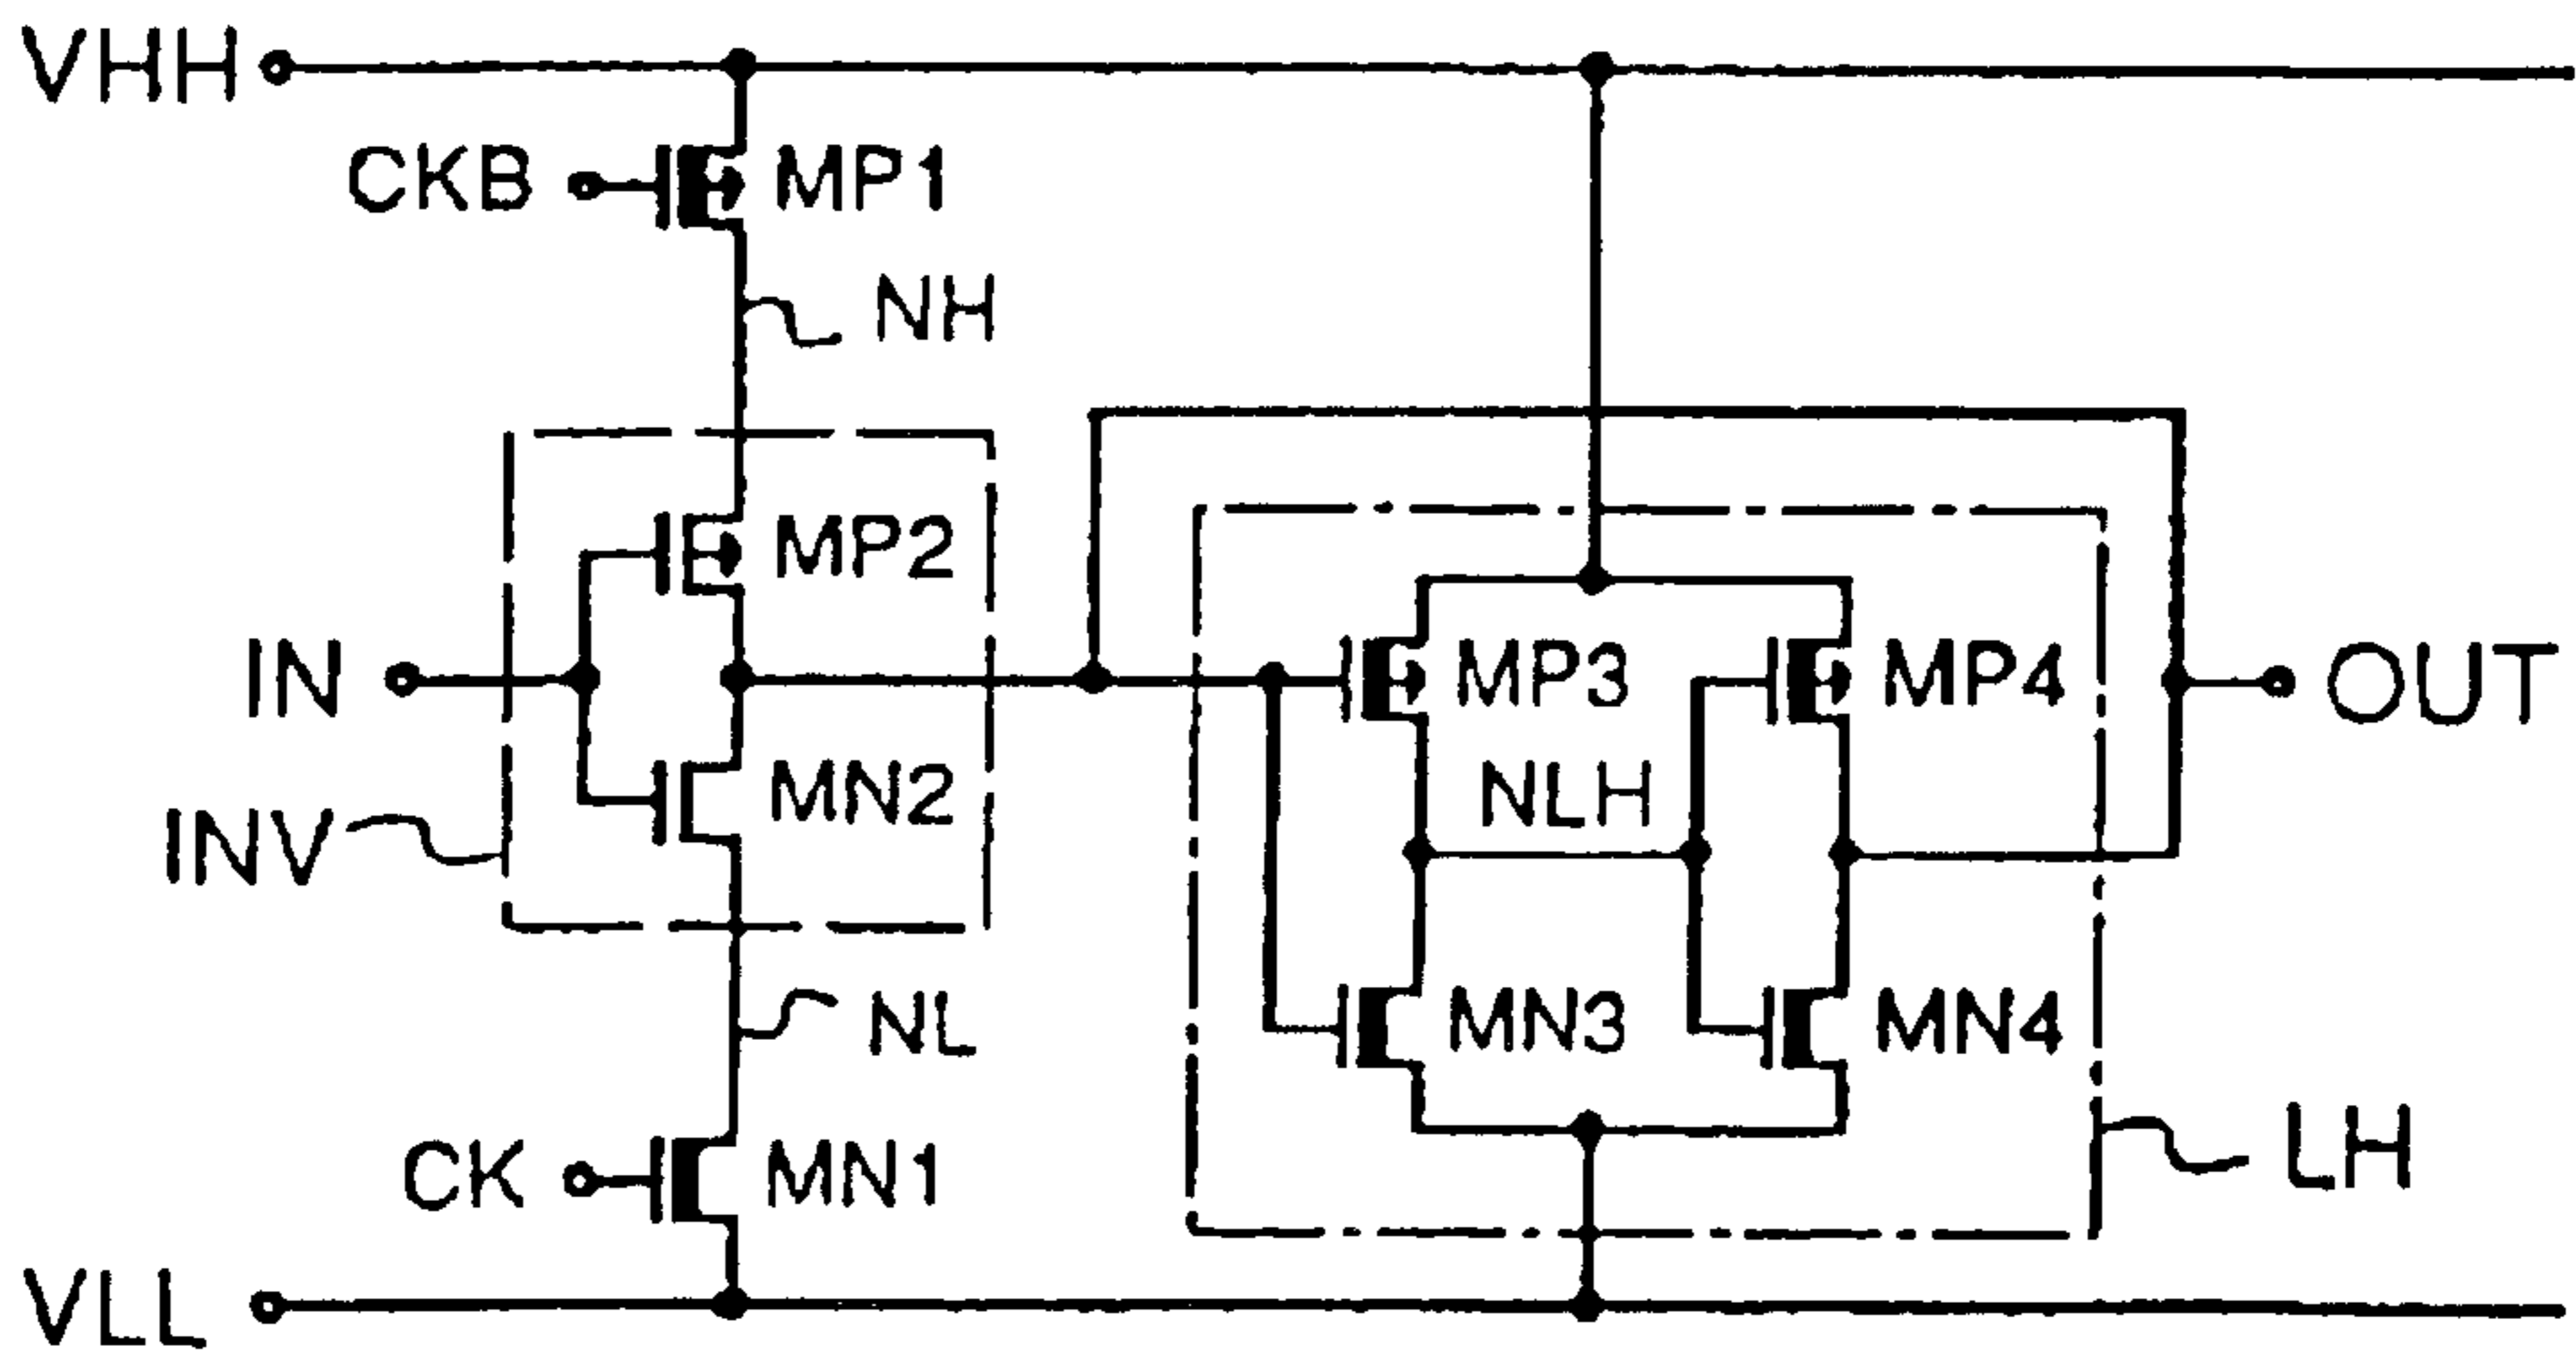 VHH
CKB
MP1
NH
MP2
MP3
MP4
IN
OUT
NLH
MN2
INV
NL
MN3
MN4
CK
MN1
LH
VLL